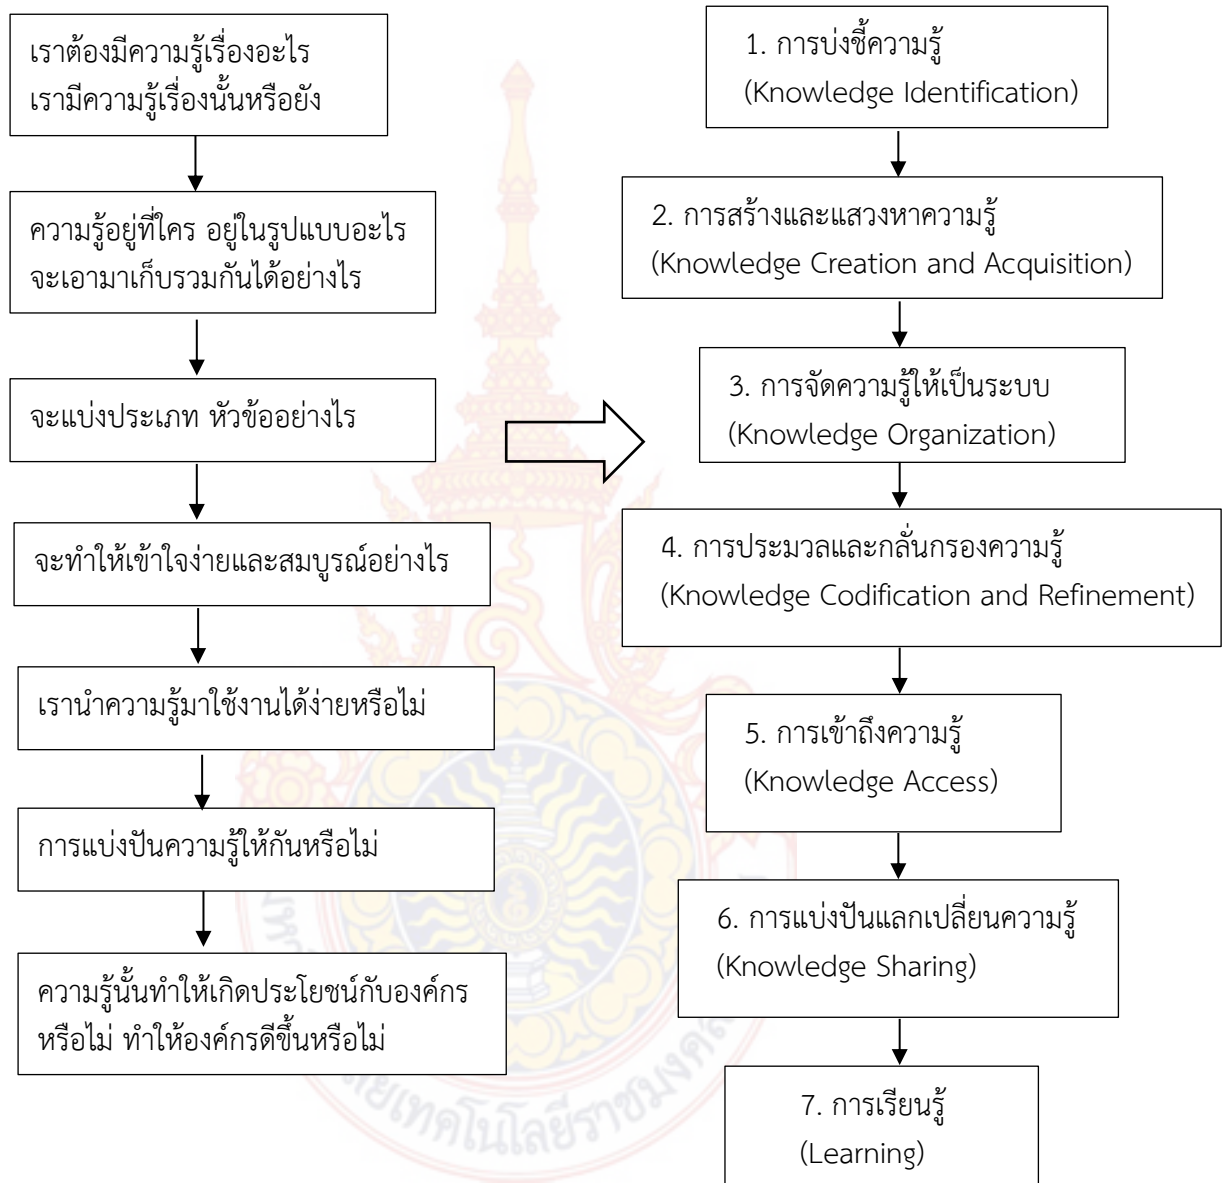 เราต้องมีความรู้เรื่องอะไร
เรามีความรู้เรื่องนั้นหรือยัง
ความรู้อยู่ที่ใคร อยู่ในรูปแบบอะไร
จะเอามาเก็บรวมกันได้อย่างไร
จะแบ่งประเภท หัวข้ออย่างไร
จะทำให้เข้าใจง่ายและสมบูรณ์อย่างไร
เรานำความรู้มาใช้งานได้ง่ายหรือไม่
การแบ่งปันความรู้ให้กันหรือไม่
ความรู้นั้นทำให้เกิดประโยชน์กับองค์กร
หรือไม่ ทำให้องค์กรดีขึ้นหรือไม่
1. การบ่งชี้ความรู้
(Knowledge Identification)
2. การสร้างและแสวงหาความรู้
(Knowledge Creation and Acquisition)
3. การจัดความรู้ให้เป็นระบบ
(Knowledge Organization)
4. การประมวลและกลั่นกรองความรู้
(Knowledge Codification and Refinement)
5. การเข้าถึงความรู้
(Knowledge Access)
6. การแบ่งปันแลกเปลี่ยนความรู้
(Knowledge Sharing)
7. การเรียนรู้
(Learning)